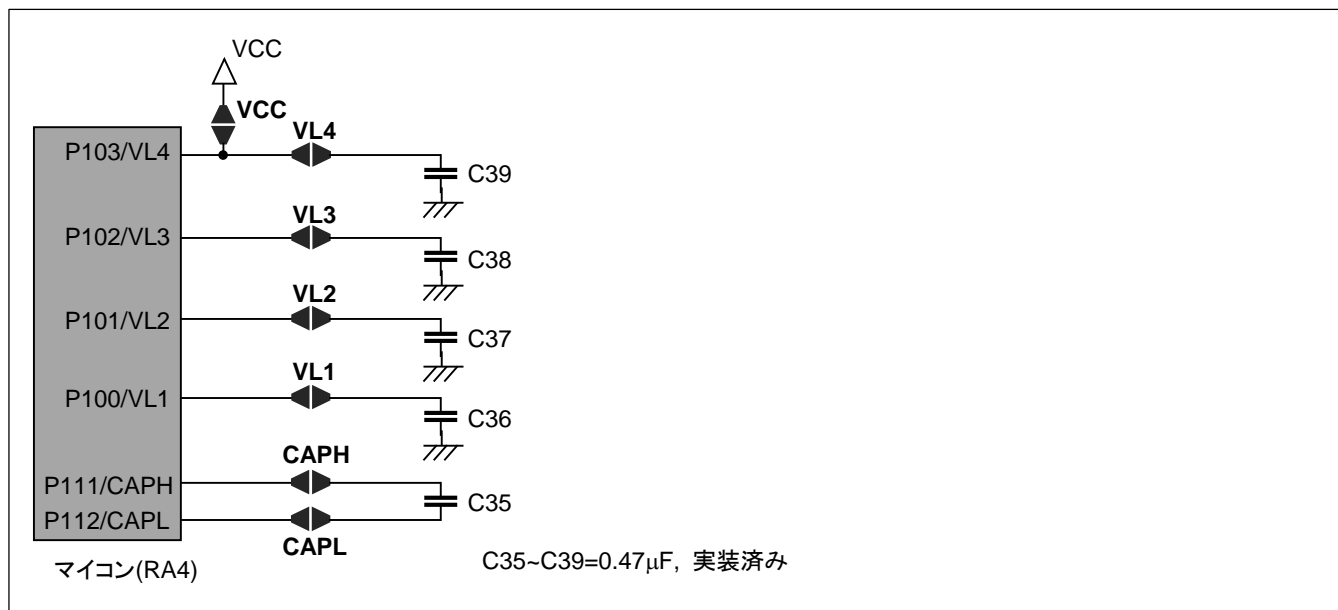 VCC
VCC
P103/VL4
VL4
C39
P102/VL3
VL3
C38
P101/VL2
VL2
C37
P100/VL1
VL1
C36
P111/CAPH
CAPH
C35
P112/CAPL
CAPL
マイコン(RA4)
C35~C39=0.47μF, 実装済み